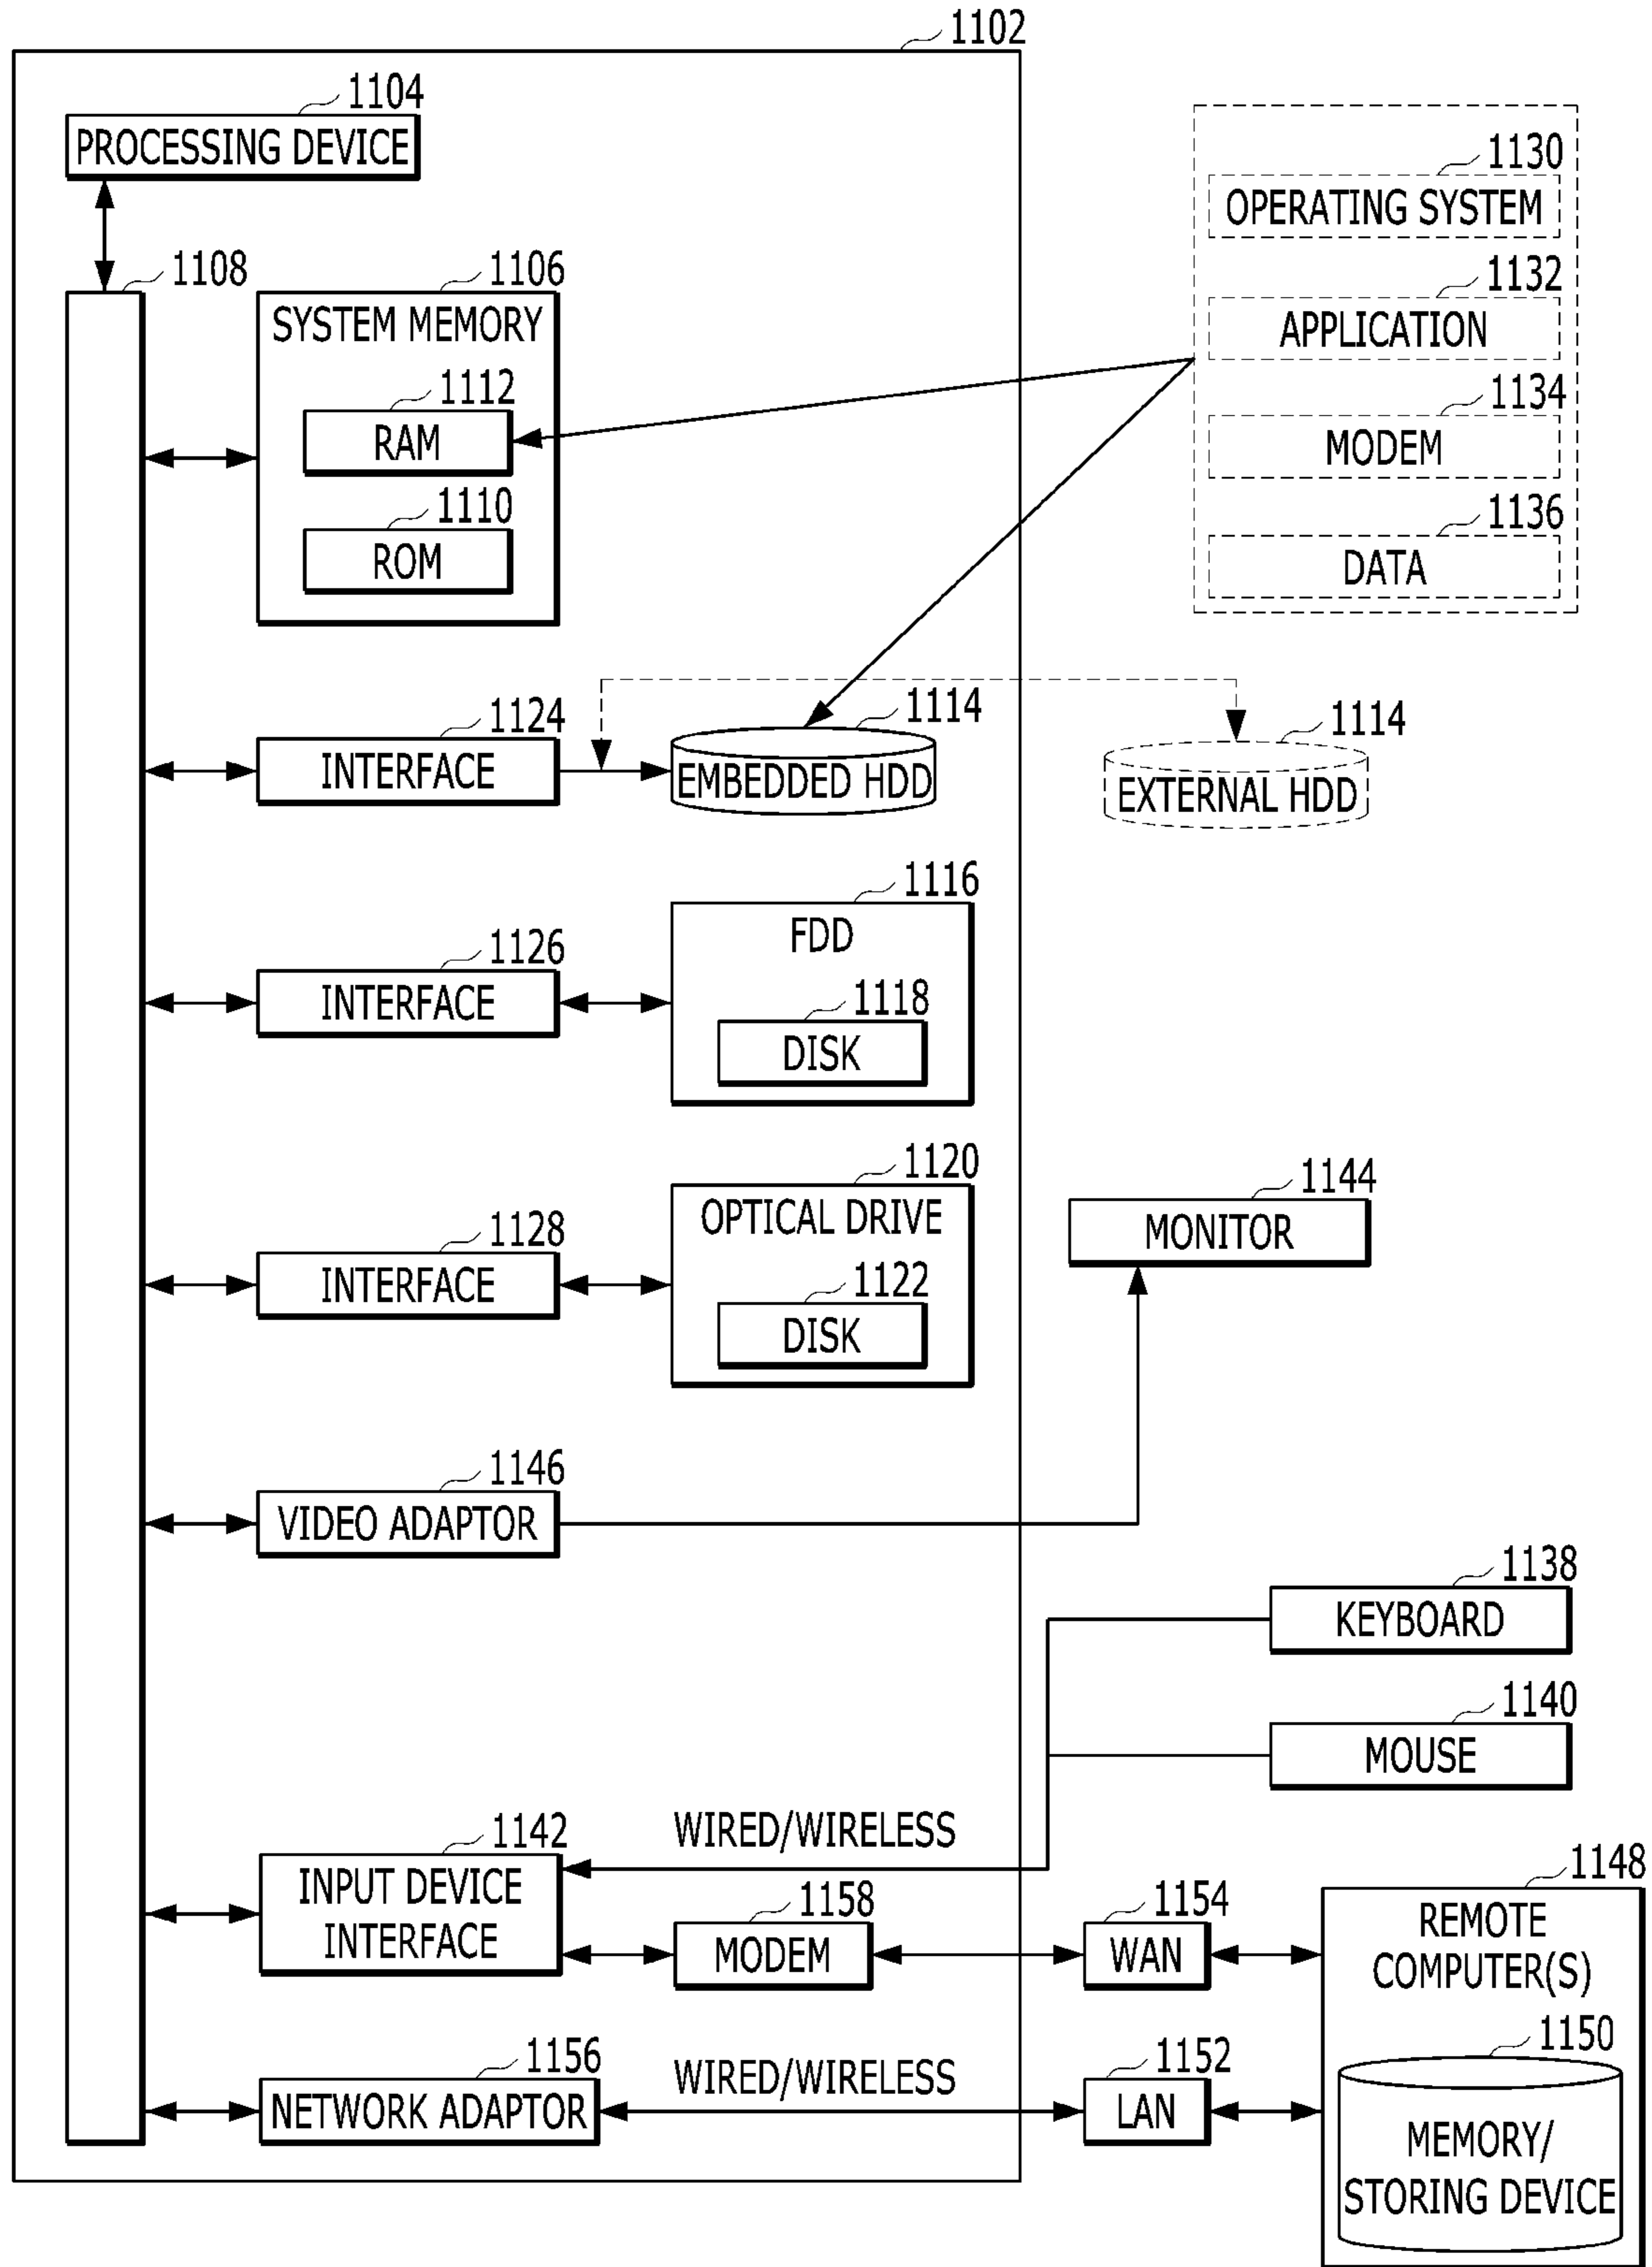 1102
1104
PROCESSING DEVICE
1130
OPERATING SYSTEM
1108
1106
SYSTEM MEMORY
1132
APPLICATION
1112
RAM
1134
MODEM
1110
ROM
1136
DATA
1124
INTERFACE
1114
EMBEDDED HDD
1114
EXTERNAL HDD
1116
FDD
1126
INTERFACE
1118
DISK
1120
OPTICAL DRIVE
1144
MONITOR
1128
INTERFACE
1122
DISK
1146
VIDEO ADAPTOR
1138
KEYBOARD
1140
MOUSE
WIRED/WIRELESS
1142
INPUT DEVICE
INTERFACE
1158
MODEM
1154
WAN
1148
REMOTE
COMPUTER(S)
1156
NETWORK ADAPTOR
WIRED/WIRELESS
1152
LAN
1150
MEMORY/
STORING DEVICE